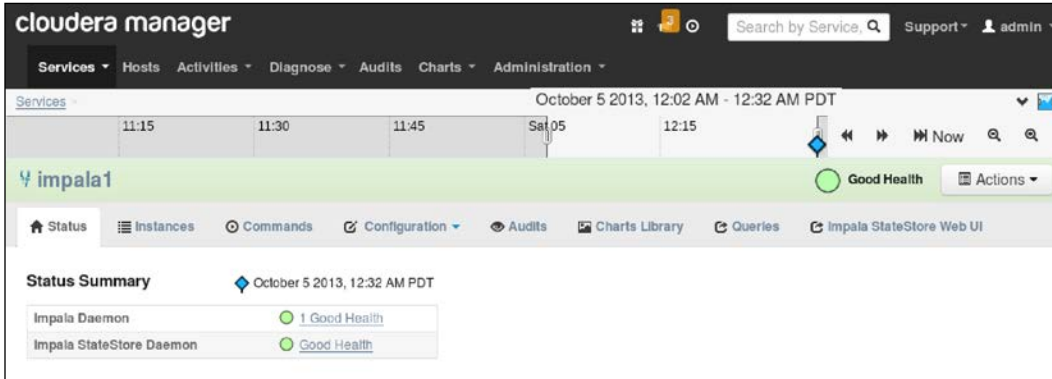 cloudera manager
3
Search by Service,
Support
admin
Services Hosts Activities Diagnose Audits Charts Administration
Services
October 5 2013, 12:02 AM - 12:32 AM PDT
11:15 11:30 11:45 Sat 05 12:15
Now
impala1
Good Health
Actions
Status Instances Commands Configuration Audits Charts Library Queries Impala StateStore Web UI
Status Summary October 5 2013, 12:32 AM PDT
Impala Daemon 1 Good Health
Impala StateStore Daemon Good Health